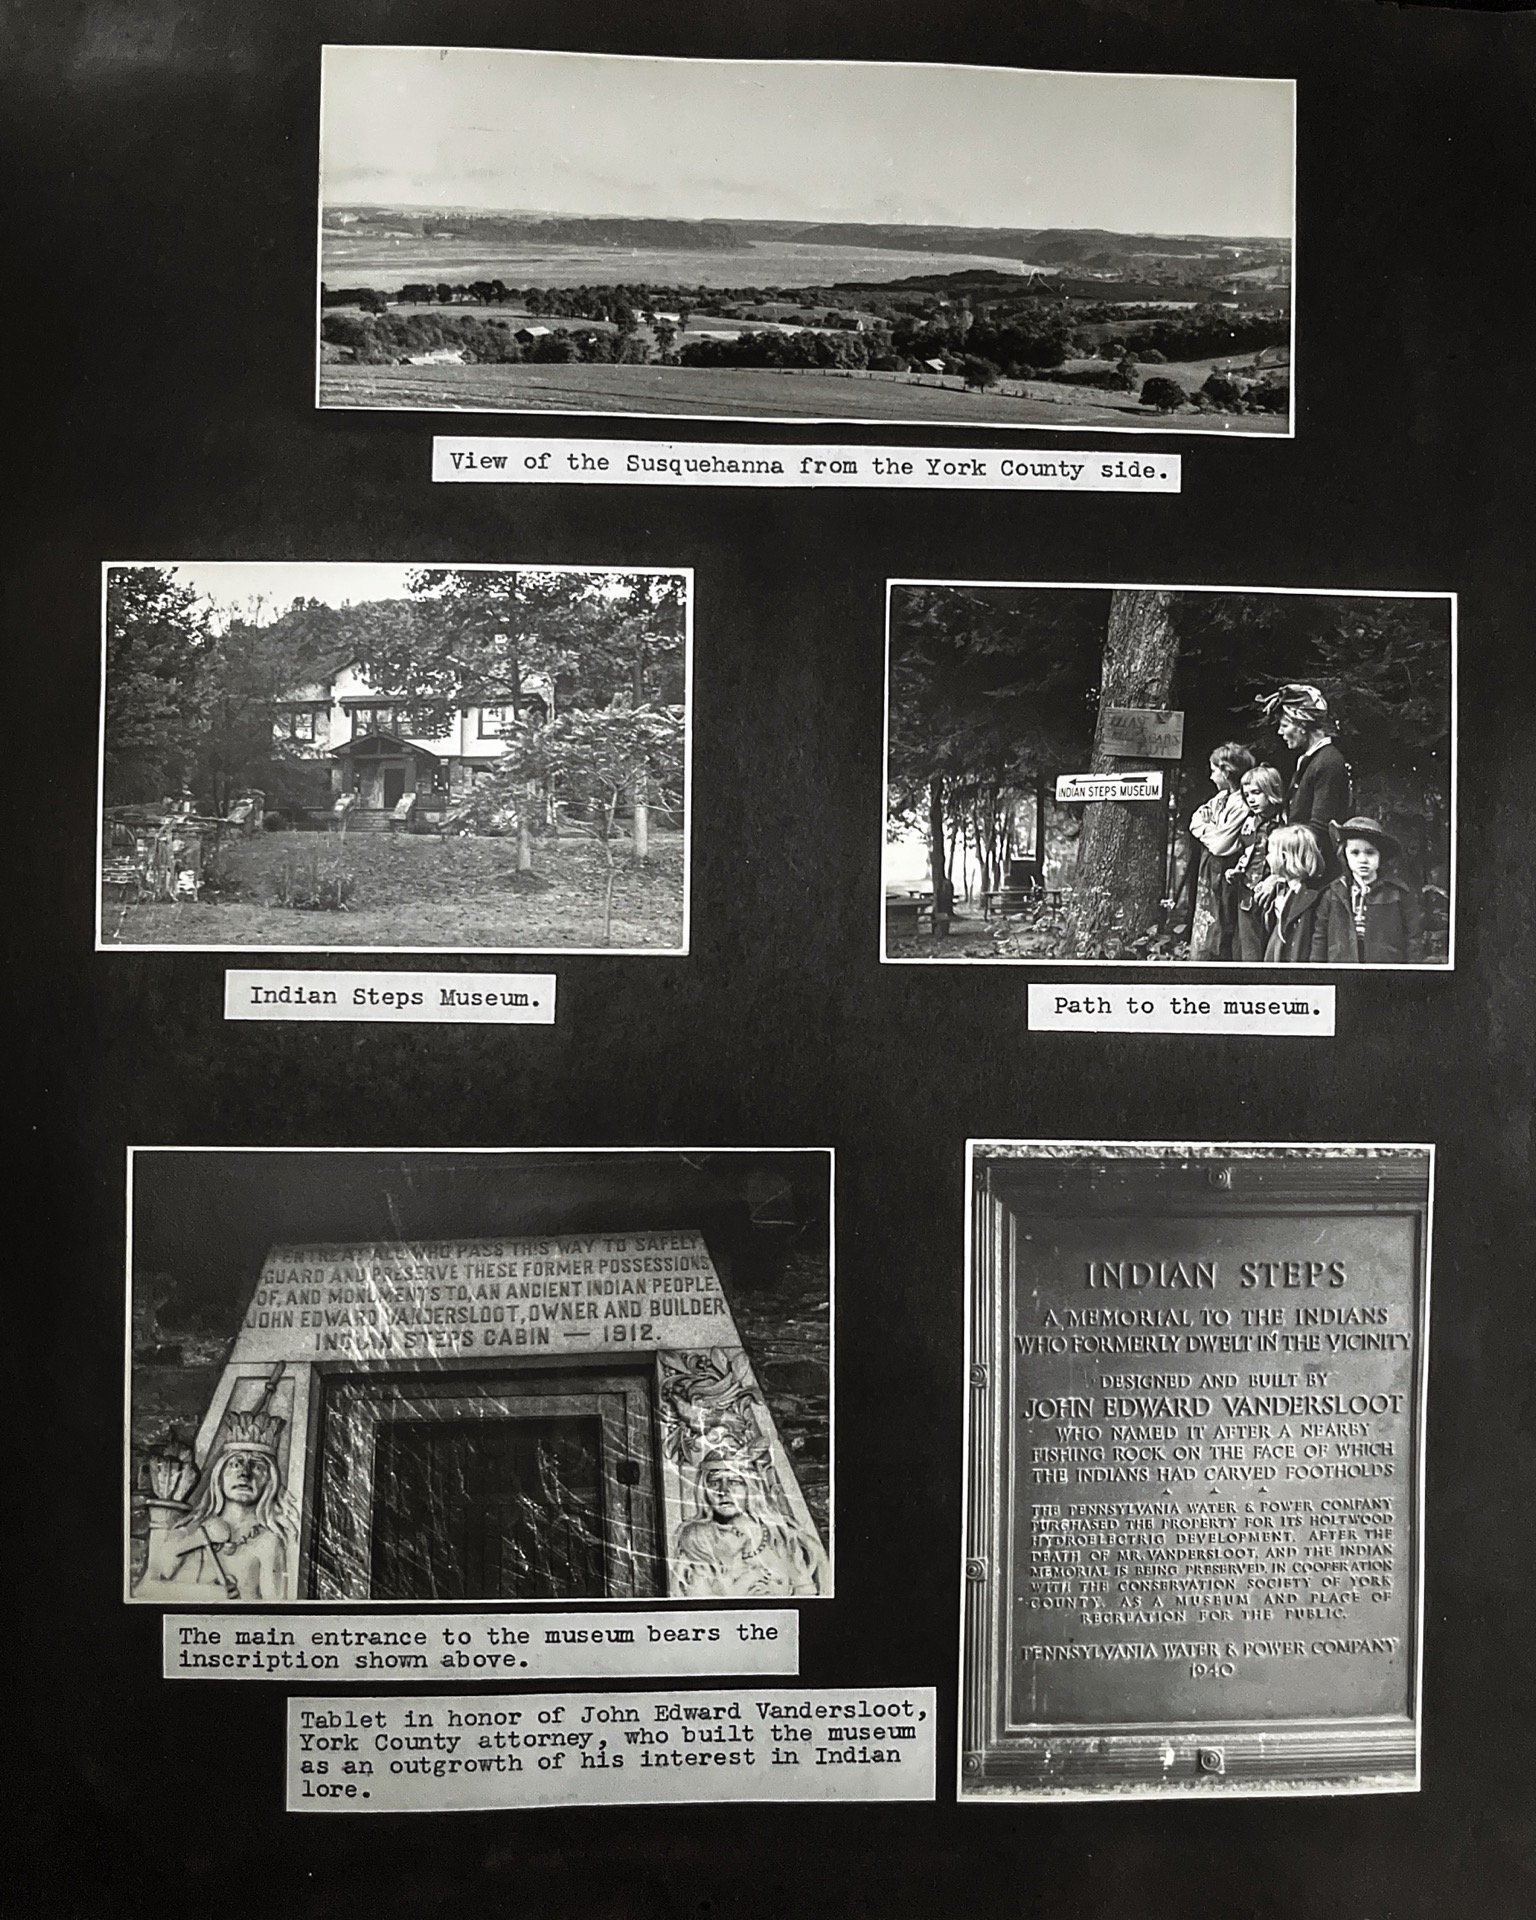 View of the Susquehanna from the York County side.
INDIAN STEPS MUSEUM
Indian Steps Museum.
Path to the museum.
ENTREAT ALL WHO PASS THIS WAY TO SAFELY
GUARD AND PRESERVE THESE FORMER POSSESSIONS
OF, AND MONUMENTS TO, AN ANCIENT INDIAN PEOPLE.
JOHN EDWARD VANDERSLOOT, OWNER AND BUILDER
INDIAN STEPS CABIN — 1912.
The main entrance to the museum bears the
inscription shown above.
Tablet in honor of John Edward Vandersloot,
York County attorney, who built the museum
as an outgrowth of his interest in Indian
lore.
INDIAN STEPS
A MEMORIAL TO THE INDIANS
WHO FORMERLY DWELT IN THE VICINITY
DESIGNED AND BUILT BY
JOHN EDWARD VANDERSLOOT
WHO NAMED IT AFTER A NEARBY
FISHING ROCK ON THE FACE OF WHICH
THE INDIANS HAD CARVED FOOTHOLDS
THE PENNSYLVANIA WATER & POWER COMPANY
PURCHASED THE PROPERTY FOR ITS HOLTWOOD
HYDROELECTRIC DEVELOPMENT, AFTER THE
DEATH OF MR. VANDERSLOOT, AND THE INDIAN
MEMORIAL IS BEING PRESERVED, IN COOPERATION
WITH THE CONSERVATION SOCIETY OF YORK
COUNTY, AS A MUSEUM AND PLACE OF
RECREATION FOR THE PUBLIC.
PENNSYLVANIA WATER & POWER COMPANY
1940